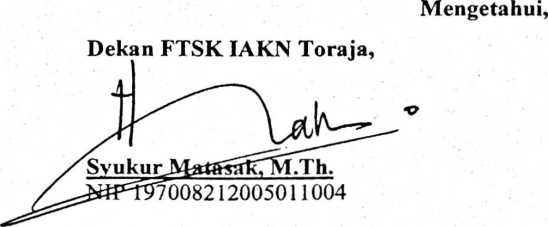 Mengetahui,
Dekan FTSK IAKN Toraja,
Syukur Matasak, M.Th.
NIP 197008212005011004